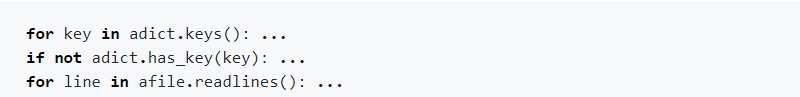 for key in adict.keys(): ...
if not adict.has_key(key): ...
for line in afile.readlines(): ...